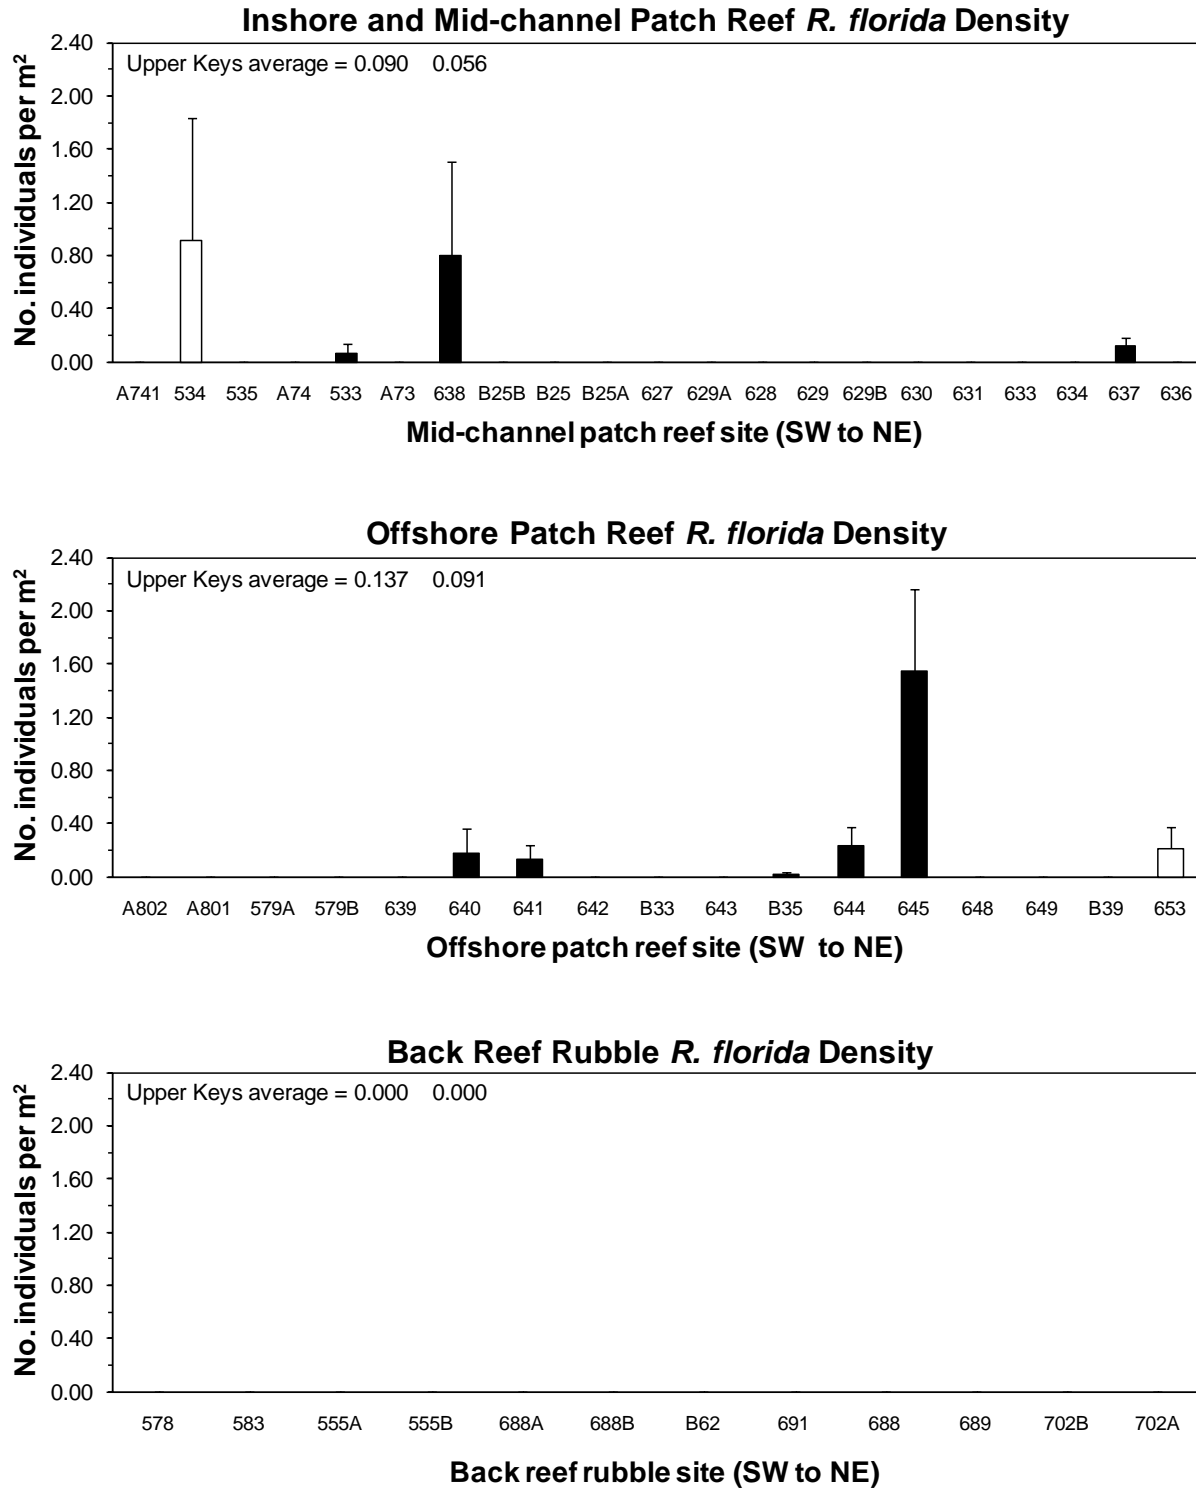 Inshore and Mid-channel Patch Reef R. florida Density
No. individuals per m²
2.40
2.00
1.60
1.20
0.80
0.40
0.00
Upper Keys average = 0.090 0.056
A741 534 535 A74 533 A73 638 B25B B25 B25A 627 629A 628 629 629B 630 631 633 634 637 636
Mid-channel patch reef site (SW to NE)
Offshore Patch Reef R. florida Density
No. individuals per m²
2.40
2.00
1.60
1.20
0.80
0.40
0.00
Upper Keys average = 0.137 0.091
A802 A801 579A 579B 639 640 641 642 B33 643 B35 644 645 648 649 B39 653
Offshore patch reef site (SW to NE)
Back Reef Rubble R. florida Density
No. individuals per m²
2.40
2.00
1.60
1.20
0.80
0.40
0.00
Upper Keys average = 0.000 0.000
578 583 555A 555B 688A 688B B62 691 688 689 702B 702A
Back reef rubble site (SW to NE)